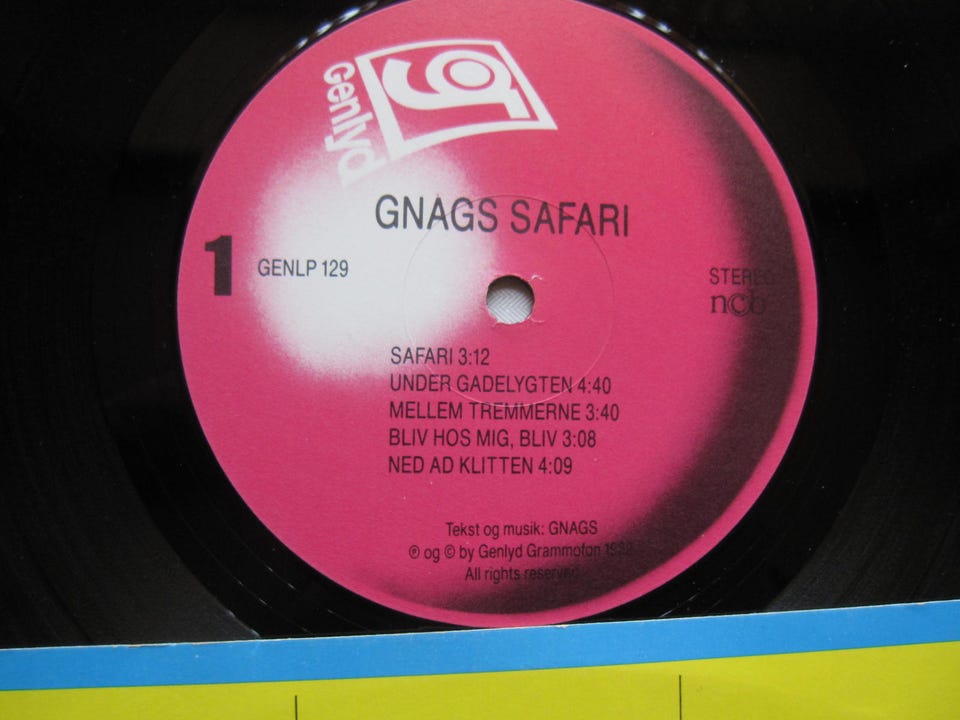 Genlyd
GNAGS SAFARI
1
GENLP 129
STEREO
ncb
SAFARI 3:12
UNDER GADELYGTEN 4:40
MELLEM TREMMERNE 3:40
BLIV HOS MIG, BLIV 3:08
NED AD KLITTEN 4:09
Tekst og musik: GNAGS
℗ og © by Genlyd Grammofon 1982
All rights reserved